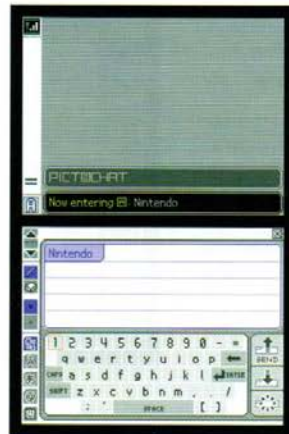 PICTOCHAT
Now entering A: Nintendo
Nintendo
1 2 3 4 5 6 7 8 9 0 - =
q w e r t y u i o p
CAPS a s d f g h j k l ENTER
SHIFT z x c v b n m , . /
; ' SPACE [ ]
SEND